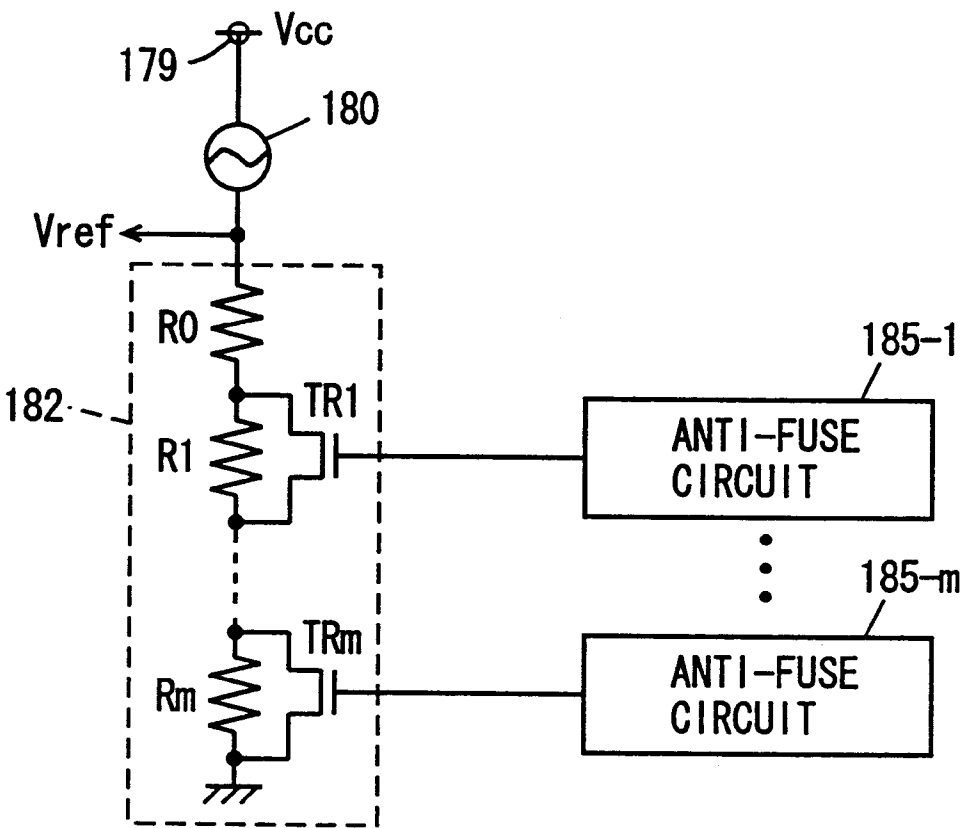 Vcc
179
180
Vref
R0
185-1
182
TR1
R1
ANTI-FUSE
CIRCUIT
185-m
TRm
Rm
ANTI-FUSE
CIRCUIT